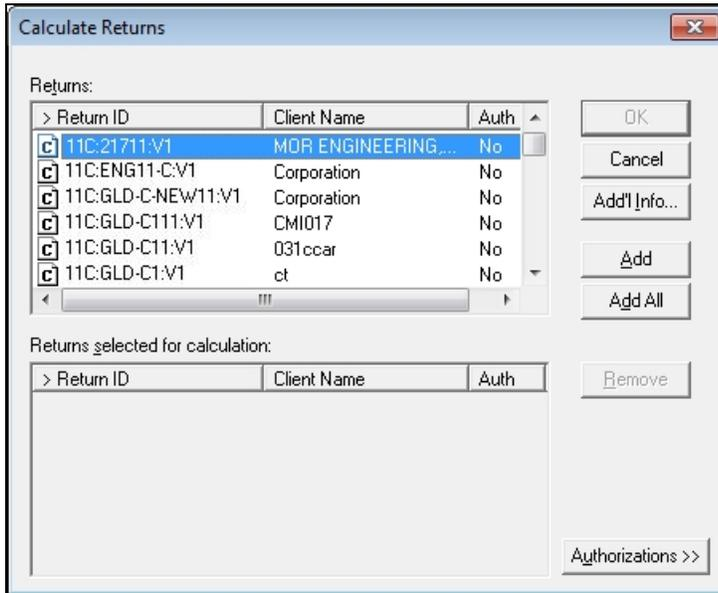 Calculate Returns
Returns:
> Return ID Client Name Auth
11C:21711:V1 MOR ENGINEERING,... No
11C:ENG11-C:V1 Corporation No
11C:GLD-C-NEW11:V1 Corporation No
11C:GLD-C111:V1 CMI017 No
11C:GLD-C11:V1 031ccar No
11C:GLD-C1:V1 ct No
OK
Cancel
Add'l Info...
Add
Add All
Returns selected for calculation:
> Return ID Client Name Auth
Remove
Authorizations >>